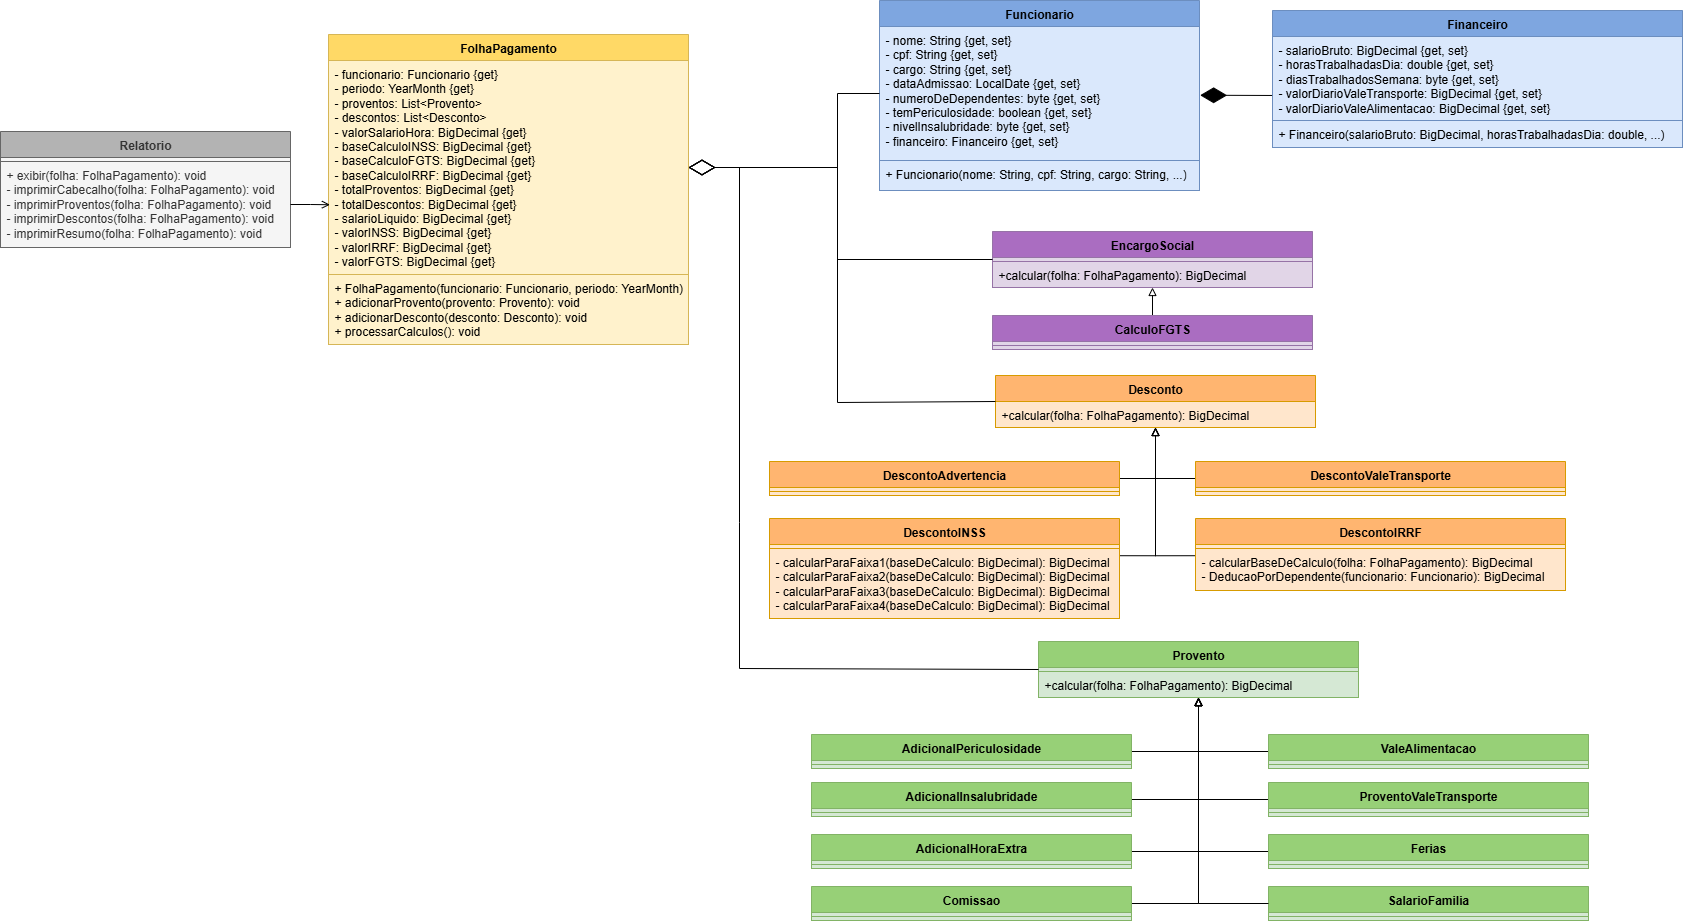 Relatorio
+ exibir(folha: FolhaPagamento): void
- imprimirCabecalho(folha: FolhaPagamento): void
- imprimirProventos(folha: FolhaPagamento): void
- imprimirDescontos(folha: FolhaPagamento): void
- imprimirResumo(folha: FolhaPagamento): void
FolhaPagamento
- funcionario: Funcionario {get}
- periodo: YearMonth {get}
- proventos: List<Provento>
- descontos: List<Desconto>
- valorSalarioHora: BigDecimal {get}
- baseCalculoINSS: BigDecimal {get}
- baseCalculoFGTS: BigDecimal {get}
- baseCalculoIRRF: BigDecimal {get}
- totalProventos: BigDecimal {get}
- totalDescontos: BigDecimal {get}
- salarioLiquido: BigDecimal {get}
- valorINSS: BigDecimal {get}
- valorIRRF: BigDecimal {get}
- valorFGTS: BigDecimal {get}
+ FolhaPagamento(funcionario: Funcionario, periodo: YearMonth)
+ adicionarProvento(provento: Provento): void
+ adicionarDesconto(desconto: Desconto): void
+ processarCalculos(): void
Funcionario
- nome: String {get, set}
- cpf: String {get, set}
- cargo: String {get, set}
- dataAdmissao: LocalDate {get, set}
- numeroDeDependentes: byte {get, set}
- temPericulosidade: boolean {get, set}
- nivelInsalubridade: byte {get, set}
- financeiro: Financeiro {get, set}
+ Funcionario(nome: String, cpf: String, cargo: String, ...)
Financeiro
- salarioBruto: BigDecimal {get, set}
- horasTrabalhadasDia: double {get, set}
- diasTrabalhadosSemana: byte {get, set}
- valorDiarioValeTransporte: BigDecimal {get, set}
- valorDiarioValeAlimentacao: BigDecimal {get, set}
+ Financeiro(salarioBruto: BigDecimal, horasTrabalhadasDia: double, ...)
EncargoSocial
+calcular(folha: FolhaPagamento): BigDecimal
CalculoFGTS
Desconto
+calcular(folha: FolhaPagamento): BigDecimal
DescontoAdvertencia
DescontoValeTransporte
DescontoINSS
- calcularParaFaixa1(baseDeCalculo: BigDecimal): BigDecimal
- calcularParaFaixa2(baseDeCalculo: BigDecimal): BigDecimal
- calcularParaFaixa3(baseDeCalculo: BigDecimal): BigDecimal
- calcularParaFaixa4(baseDeCalculo: BigDecimal): BigDecimal
DescontoIRRF
- calcularBaseDeCalculo(folha: FolhaPagamento): BigDecimal
- DeducaoPorDependente(funcionario: Funcionario): BigDecimal
Provento
+calcular(folha: FolhaPagamento): BigDecimal
AdicionalPericulosidade
ValeAlimentacao
AdicionalInsalubridade
ProventoValeTransporte
AdicionalHoraExtra
Ferias
Comissao
SalarioFamilia